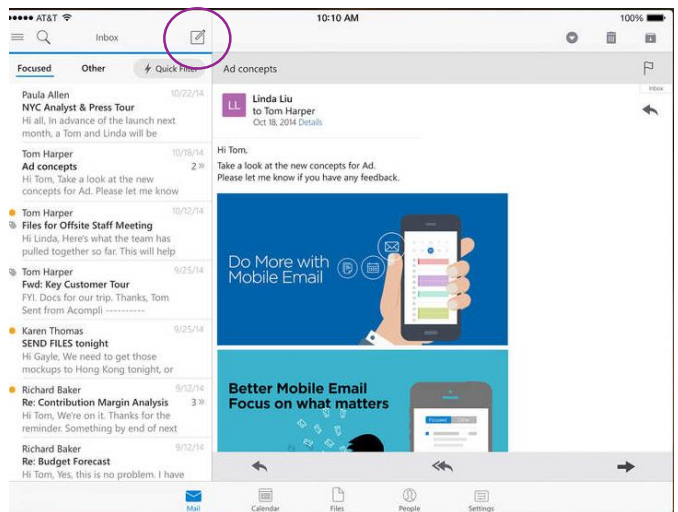 AT&T
10:10 AM
100%
Inbox
Focused
Other
Quick Filter
Paula Allen 10/22/14
NYC Analyst & Press Tour
Hi all, In advance of the launch next
month, a Tom and Linda will be
Tom Harper 10/18/14
Ad concepts 2 »
Hi Tom, Take a look at the new
concepts for Ad. Please let me know
Tom Harper 10/12/14
Files for Offsite Staff Meeting
Hi Linda, Here's what the team has
pulled together so far. This will help
Tom Harper 9/25/14
Fwd: Key Customer Tour
FYI. Docs for our trip. Thanks, Tom
Sent from Acompli ----------
Karen Thomas 9/25/14
SEND FILES tonight
Hi Gayle, We need to get those
mockups to Hong Kong tonight, or
Richard Baker 9/12/14
Re: Contribution Margin Analysis 3 »
Hi Tom, We're on it. Thanks for the
reminder. Something by end of next
Richard Baker 9/12/14
Re: Budget Forecast
Hi Tom, Yes, this is no problem. I have
Ad concepts
Inbox
LL
Linda Liu
to Tom Harper
Oct 18, 2014 Details
Hi Tom,
Take a look at the new concepts for Ad.
Please let me know if you have any feedback.
Do More with
Mobile Email
Better Mobile Email
Focus on what matters
Focused
Mail
Calendar
Files
People
Settings